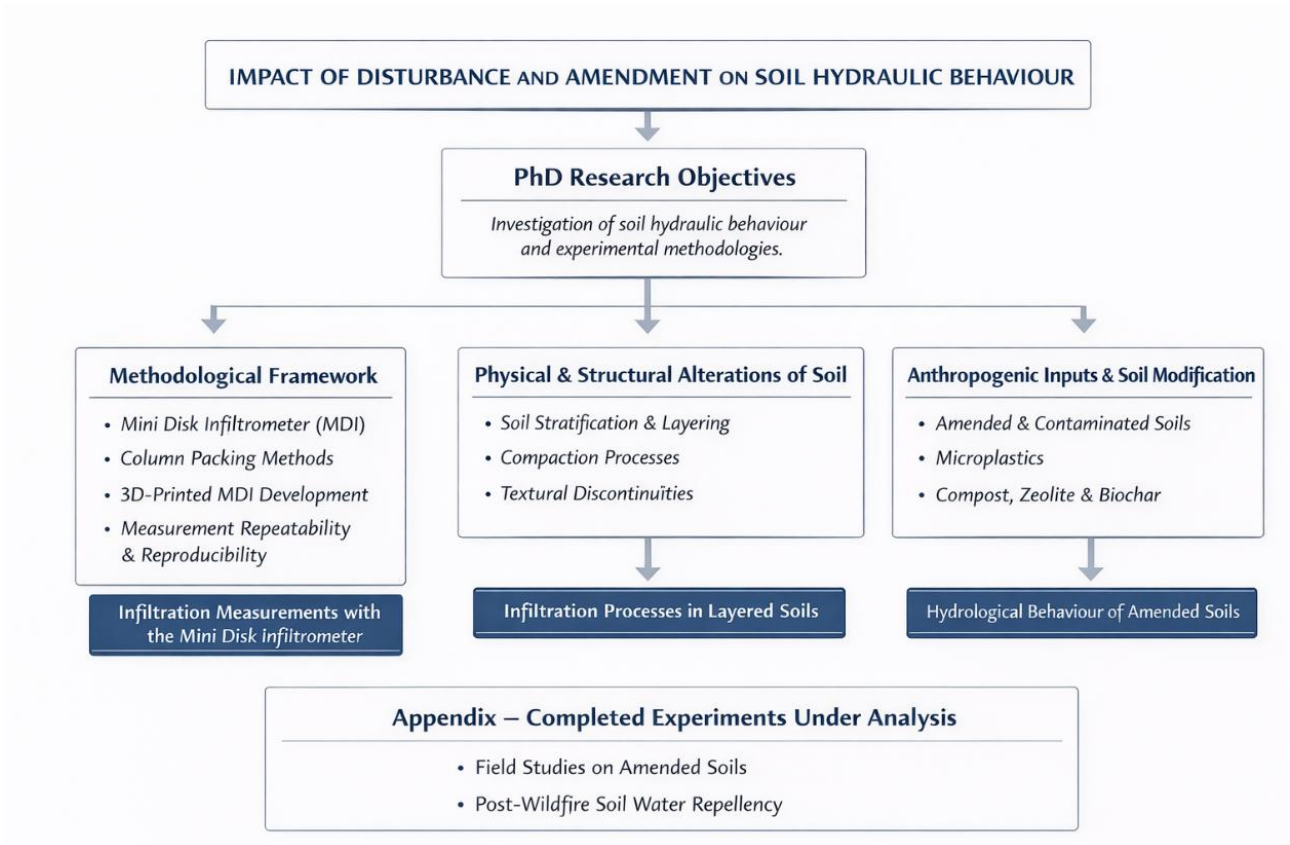 IMPACT OF DISTURBANCE AND AMENDMENT ON SOIL HYDRAULIC BEHAVIOUR
PhD Research Objectives
Investigation of soil hydraulic behaviour
and experimental methodologies.
Methodological Framework
• Mini Disk Infiltrometer (MDI)
• Column Packing Methods
• 3D-Printed MDI Development
• Measurement Repeatability
& Reproducibility
Infiltration Measurements with
the Mini Disk infiltrometer
Physical & Structural Alterations of Soil
• Soil Stratification & Layering
• Compaction Processes
• Textural Discontinuities
Infiltration Processes in Layered Soils
Anthropogenic Inputs & Soil Modification
• Amended & Contaminated Soils
• Microplastics
• Compost, Zeolite & Biochar
Hydrological Behaviour of Amended Soils
Appendix – Completed Experiments Under Analysis
• Field Studies on Amended Soils
• Post-Wildfire Soil Water Repellency